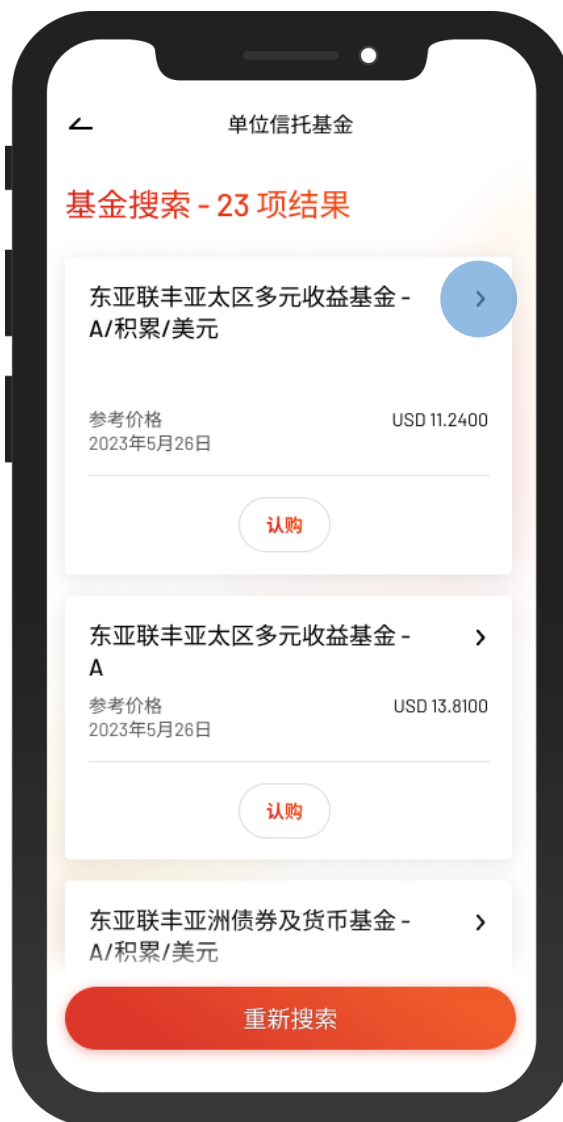 单位信托基金
基金搜索 - 23 项结果
东亚联丰亚太区多元收益基金 -
A/积累/美元
参考价格 USD 11.2400
2023年5月26日
认购
东亚联丰亚太区多元收益基金 -
A
参考价格 USD 13.8100
2023年5月26日
认购
东亚联丰亚洲债券及货币基金 -
A/积累/美元
重新搜索